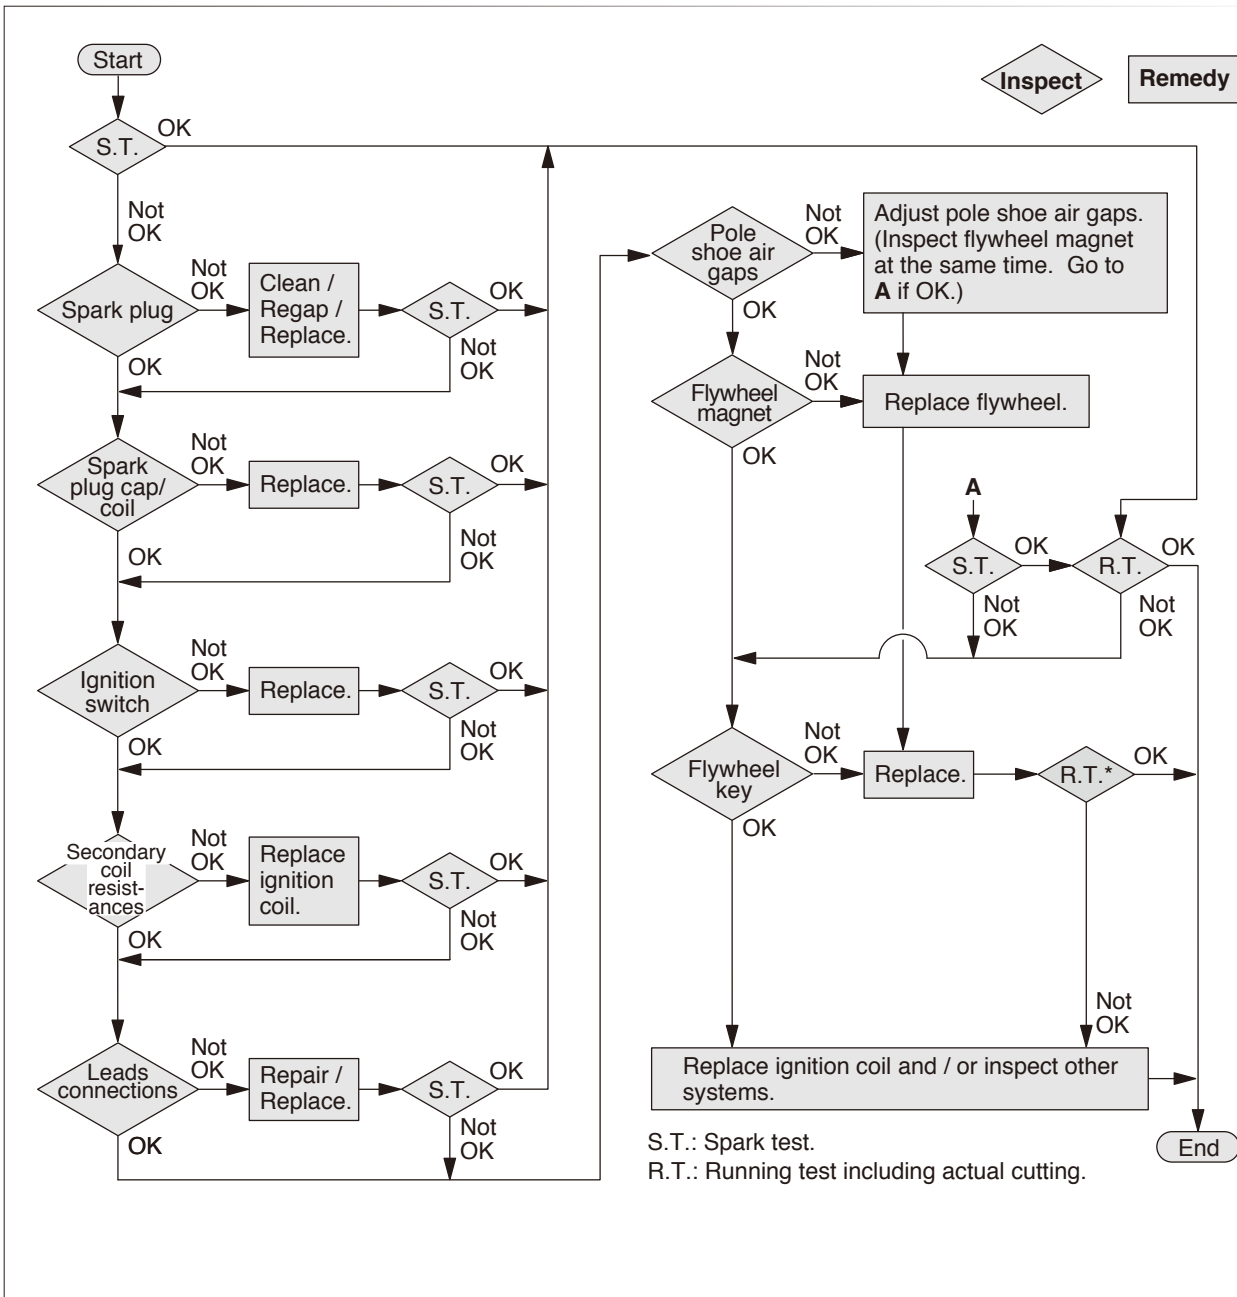 Start
Inspect
Remedy
S.T.
OK
Not
OK
Spark plug
Not
OK
Clean /
Regap /
Replace.
S.T.
OK
Not
OK
OK
Spark
plug cap/
coil
Not
OK
Replace.
S.T.
OK
Not
OK
OK
Ignition
switch
Not
OK
Replace.
S.T.
OK
Not
OK
OK
Secondary
coil
resist-
ances
Not
OK
Replace
ignition
coil.
S.T.
OK
Not
OK
OK
Leads
connections
Not
OK
Repair /
Replace.
S.T.
OK
Not
OK
OK
Pole
shoe air
gaps
Not
OK
Adjust pole shoe air gaps.
(Inspect flywheel magnet
at the same time.  Go to
A if OK.)
OK
Flywheel
magnet
Not
OK
Replace flywheel.
OK
A
S.T.
OK
Not
OK
R.T.
OK
Not
OK
Flywheel
key
Not
OK
Replace.
R.T.*
OK
Not
OK
OK
Replace ignition coil and / or inspect other
systems.
End
S.T.: Spark test.
R.T.: Running test including actual cutting.